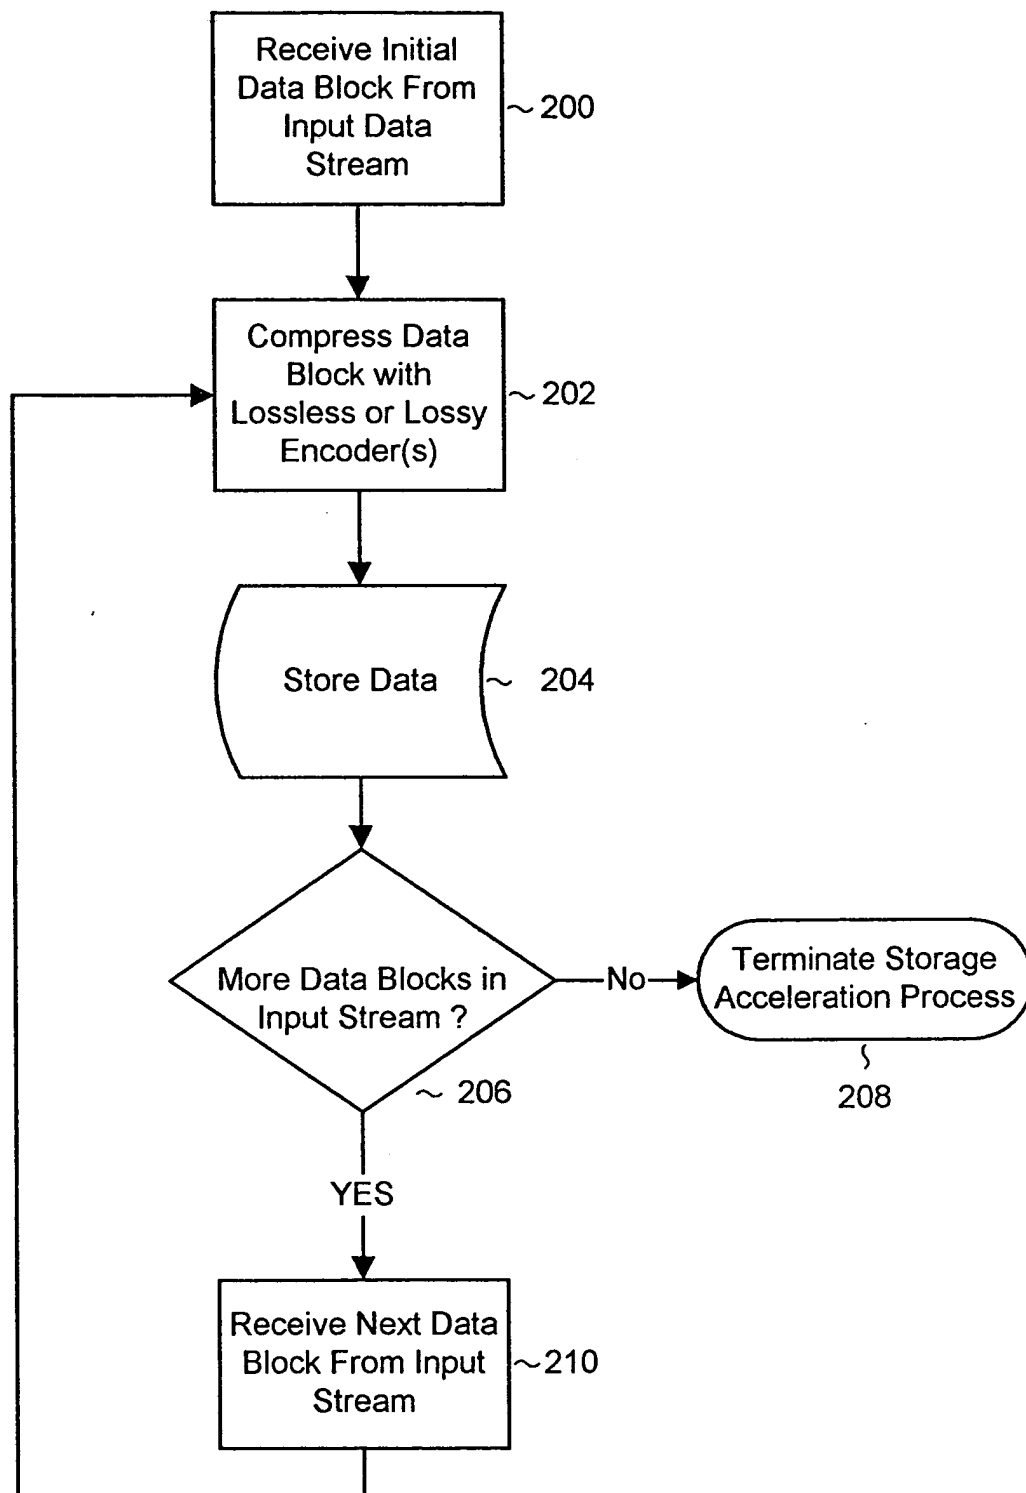 Receive Initial
Data Block From
Input Data
Stream
200
Compress Data
Block with
Lossless or Lossy
Encoder(s)
202
Store Data
204
More Data Blocks in
Input Stream ?
206
No
Terminate Storage
Acceleration Process
208
YES
Receive Next Data
Block From Input
Stream
210